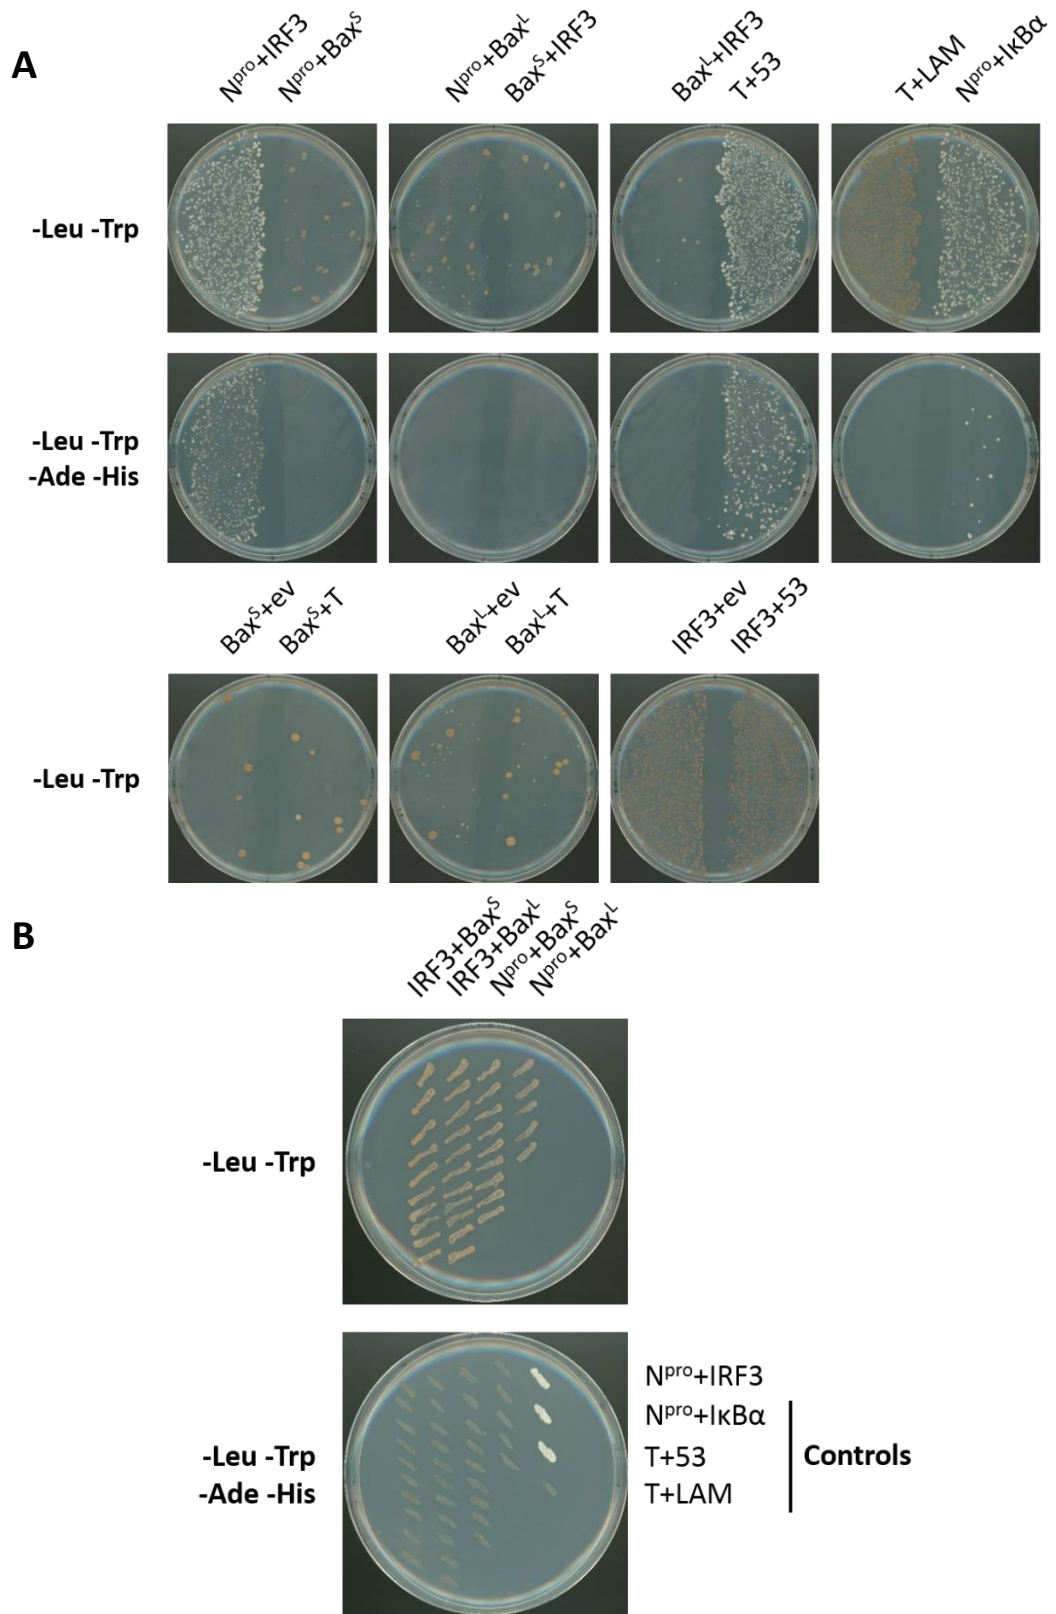 A
Nᵖʳᵒ+IRF3 Nᵖʳᵒ+Baxˢ Nᵖʳᵒ+Baxᴸ Baxˢ+IRF3 Baxᴸ+IRF3 T+53 T+LAM Nᵖʳᵒ+IκBα
-Leu -Trp
-Leu -Trp
-Ade -His
Baxˢ+ev Baxˢ+T Baxᴸ+ev Baxᴸ+T IRF3+ev IRF3+53
-Leu -Trp
B
IRF3+Baxˢ IRF3+Baxᴸ Nᵖʳᵒ+Baxˢ Nᵖʳᵒ+Baxᴸ
-Leu -Trp
-Leu -Trp
-Ade -His
Nᵖʳᵒ+IRF3
Nᵖʳᵒ+IκBα
T+53
T+LAM
Controls